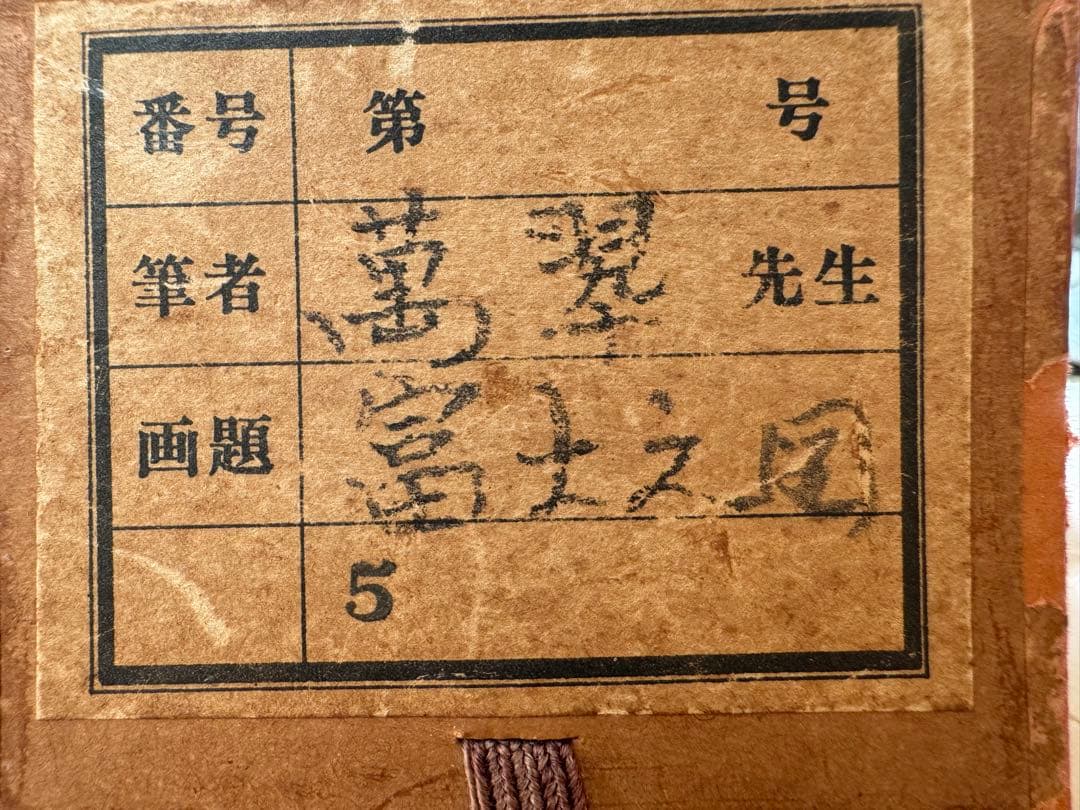 番号 第 号
筆者 萬翠 先生
画題 富士之図
5